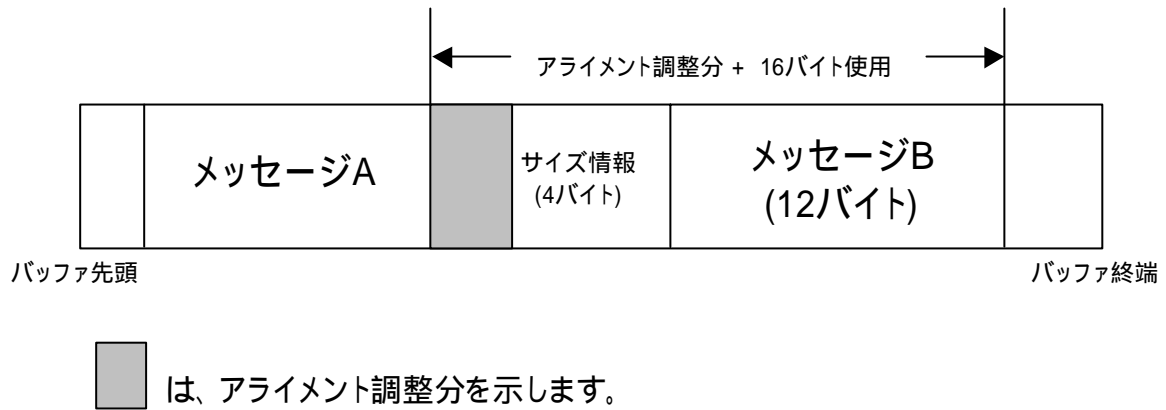 アライメント調整分 + 16バイト使用
メッセージA
サイズ情報
(4バイト)
メッセージB
(12バイト)
バッファ先頭
バッファ終端
は、アライメント調整分を示します。